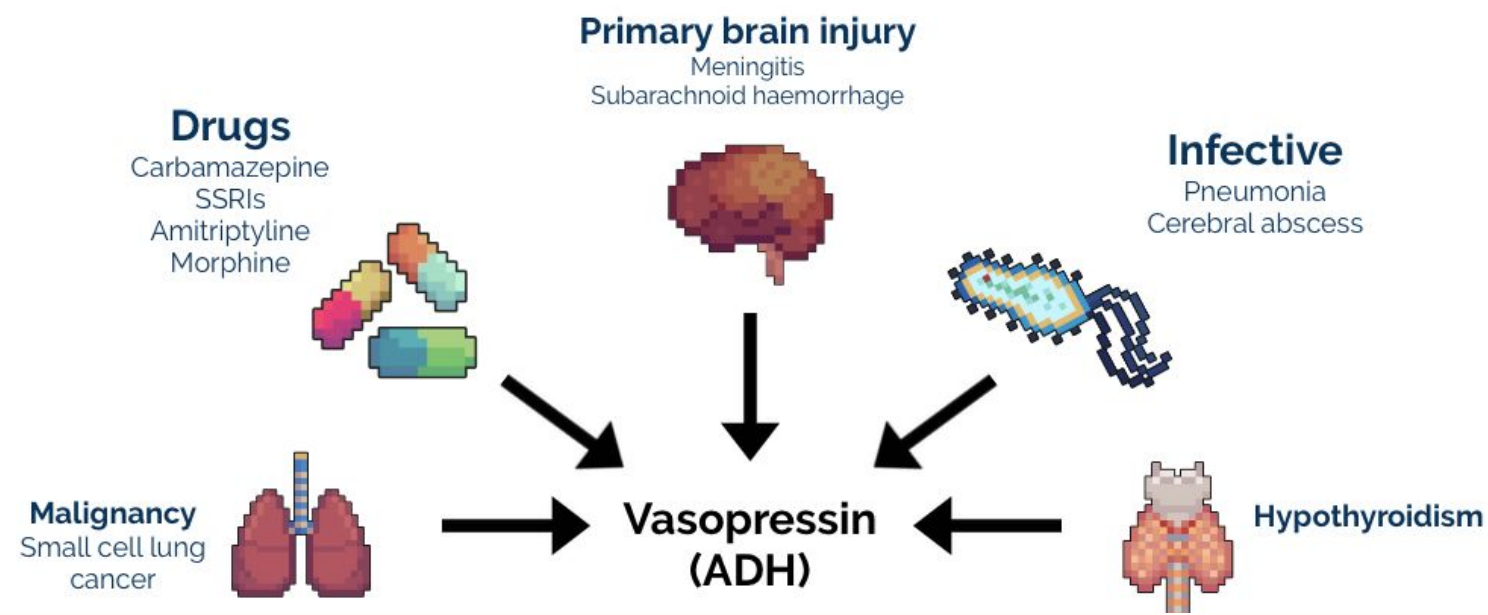 Primary brain injury
Meningitis
Subarachnoid haemorrhage
Drugs
Carbamazepine
SSRIs
Amitriptyline
Morphine
Infective
Pneumonia
Cerebral abscess
Malignancy
Small cell lung
cancer
Vasopressin
(ADH)
Hypothyroidism